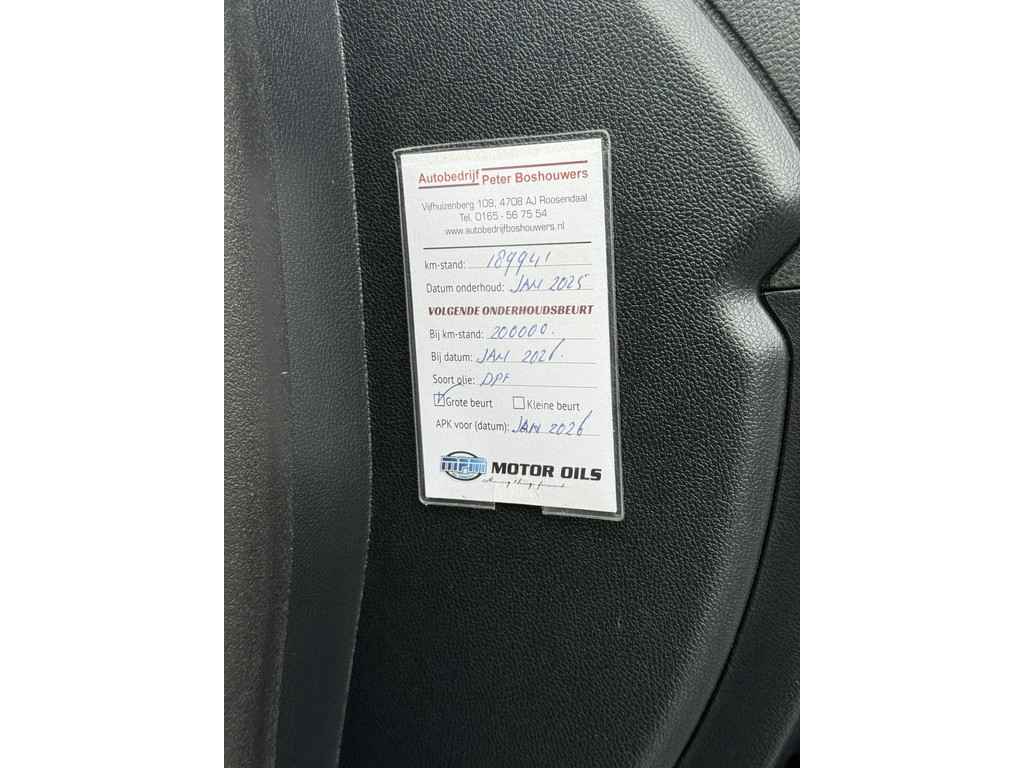 Autobedrijf Peter Boshouwers
Vijfhuizenberg 109, 4708 AJ Roosendaal
Tel. 0165 - 56 75 54
www.autobedrijfboshouwers.nl
km-stand: 189941
Datum onderhoud: JAN 2025
VOLGENDE ONDERHOUDSBEURT
Bij km-stand: 200000.
Bij datum: JAN 2026.
Soort olie: DPF
Grote beurt Kleine beurt
APK voor (datum): JAN 2026
MPM MOTOR OILS